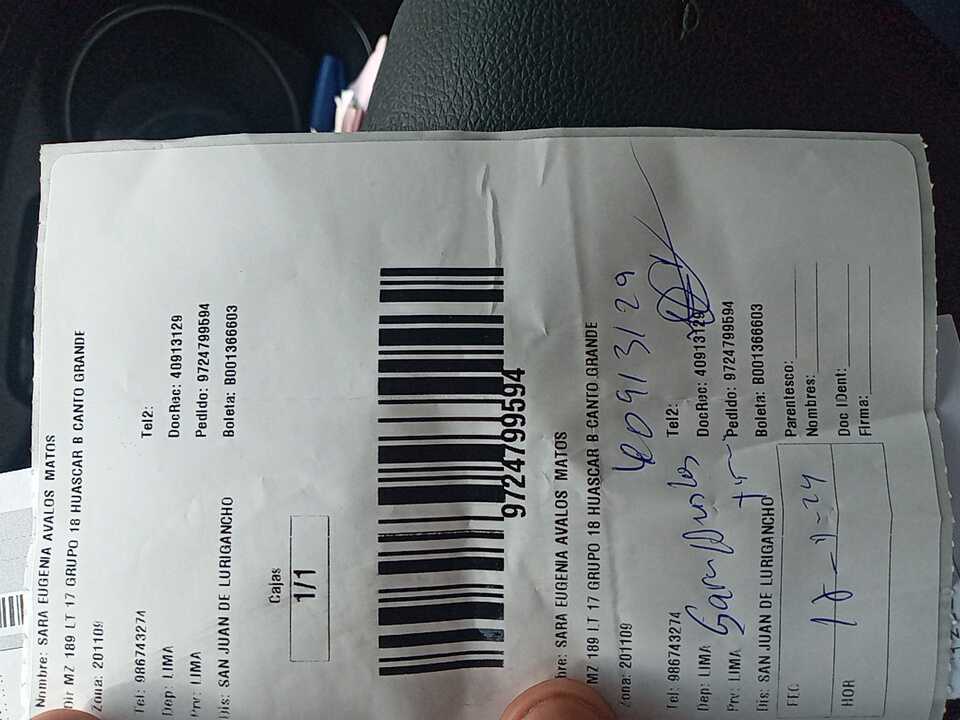 Nombre: SARA EUGENIA AVALOS MATOS
Dir MZ 189 LT 17 GRUPO 18 HUASCAR B CANTO GRANDE
Zona: 201109
Tel: 986743274 Tel2:
Dep: LIMA DocRec: 40913129
Prv: LIMA Pedido: 9724799594
Dis: SAN JUAN DE LURIGANCHO Boleta: B001366603
Cajas
1/1
9724799594
bre: SARA EUGENIA AVALOS MATOS
MZ 189 LT 17 GRUPO 18 HUASCAR B CANTO GRANDE
Zona: 201109
40913129
Tel: 986743274 Tel2:
Dep: LIMA DocRec: 40913129
Prv: LIMA Pedido: 9724799594
Dis: SAN JUAN DE LURIGANCHO Boleta: B001366603
FEC Parentesco:
Nombres:
HOR Doc IDent:
Firma: